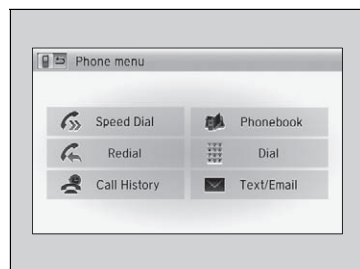 Phone menu
Speed Dial
Phonebook
Redial
Dial
Call History
Text/Email